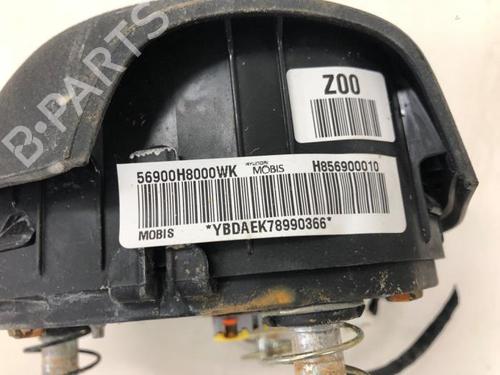 Z00
56900H8000WK HYUNDAI MOBIS H856900010
MOBIS *YBDAEK78990366*
B-PARTS